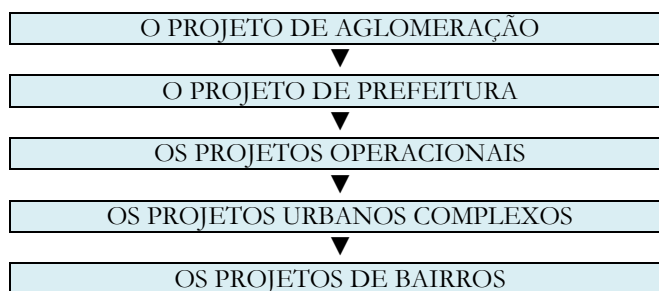 O PROJETO DE AGLOMERAÇÃO
O PROJETO DE PREFEITURA
OS PROJETOS OPERACIONAIS
OS PROJETOS URBANOS COMPLEXOS
OS PROJETOS DE BAIRROS